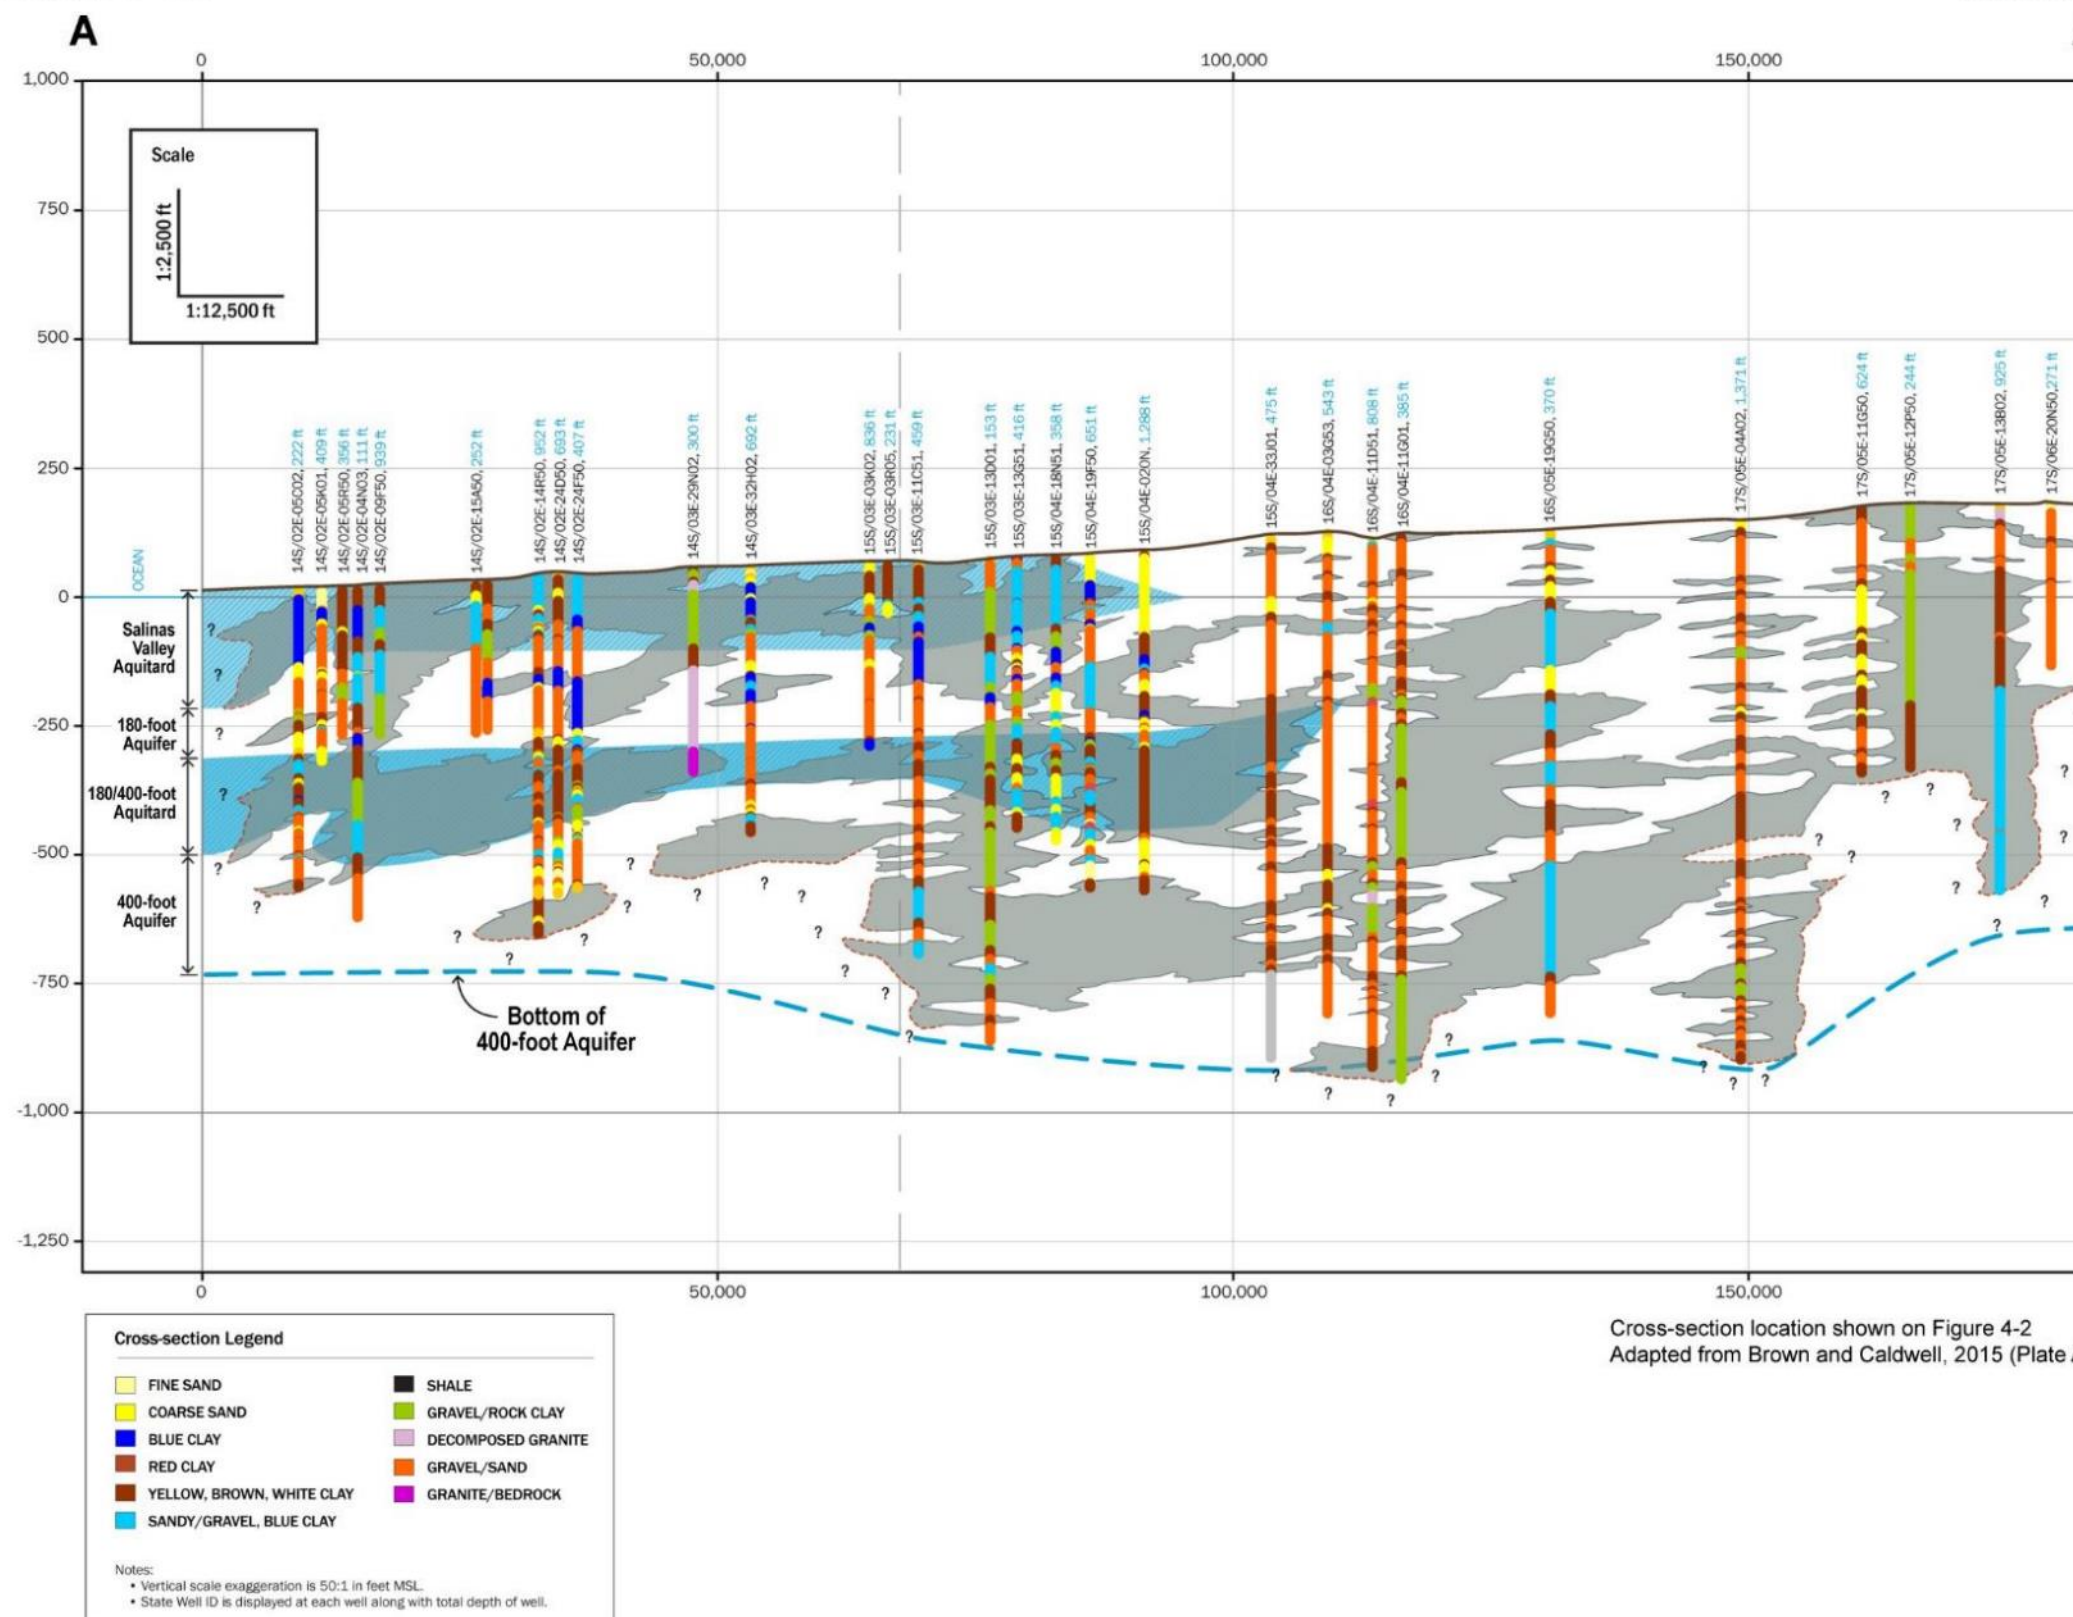 A
0 50,000 100,000 150,000
1,000
750
500
250
0
-250
-500
-750
-1,000
-1,250
Scale
1:2,500 ft
1:12,500 ft
OCEAN
14S/02E-05C02, 222 ft
14S/02E-05K01, 409 ft
14S/02E-05R50, 356 ft
14S/02E-04N03, 111 ft
14S/02E-09F50, 939 ft
14S/02E-15A50, 252 ft
14S/02E-14R50, 952 ft
14S/02E-24D50, 693 ft
14S/02E-24F50, 407 ft
14S/03E-29N02, 300 ft
14S/03E-32H02, 692 ft
15S/03E-03K02, 836 ft
15S/03E-03R05, 231 ft
15S/03E-11C51, 459 ft
15S/03E-13D01, 153 ft
15S/03E-13G51, 416 ft
15S/04E-18N51, 358 ft
15S/04E-19F50, 651 ft
15S/04E-02ON, 1,288 ft
15S/04E-33J01, 475 ft
16S/04E-03G53, 543 ft
16S/04E-11D51, 808 ft
16S/04E-11G01, 385 ft
16S/05E-19G50, 370 ft
17S/05E-04A02, 1,371 ft
17S/05E-11G50, 624 ft
17S/05E-12P50, 244 ft
17S/05E-13B02, 925 ft
17S/06E-20N50,271 ft
Salinas
Valley
Aquitard
180-foot
Aquifer
180/400-foot
Aquitard
400-foot
Aquifer
Bottom of
400-foot Aquifer
0 50,000 100,000 150,000
Cross-section location shown on Figure 4-2
Adapted from Brown and Caldwell, 2015 (Plate
Cross-section Legend
FINE SAND
COARSE SAND
BLUE CLAY
RED CLAY
YELLOW, BROWN, WHITE CLAY
SANDY/GRAVEL, BLUE CLAY
SHALE
GRAVEL/ROCK CLAY
DECOMPOSED GRANITE
GRAVEL/SAND
GRANITE/BEDROCK
Notes:
• Vertical scale exaggeration is 50:1 in feet MSL.
• State Well ID is displayed at each well along with total depth of well.